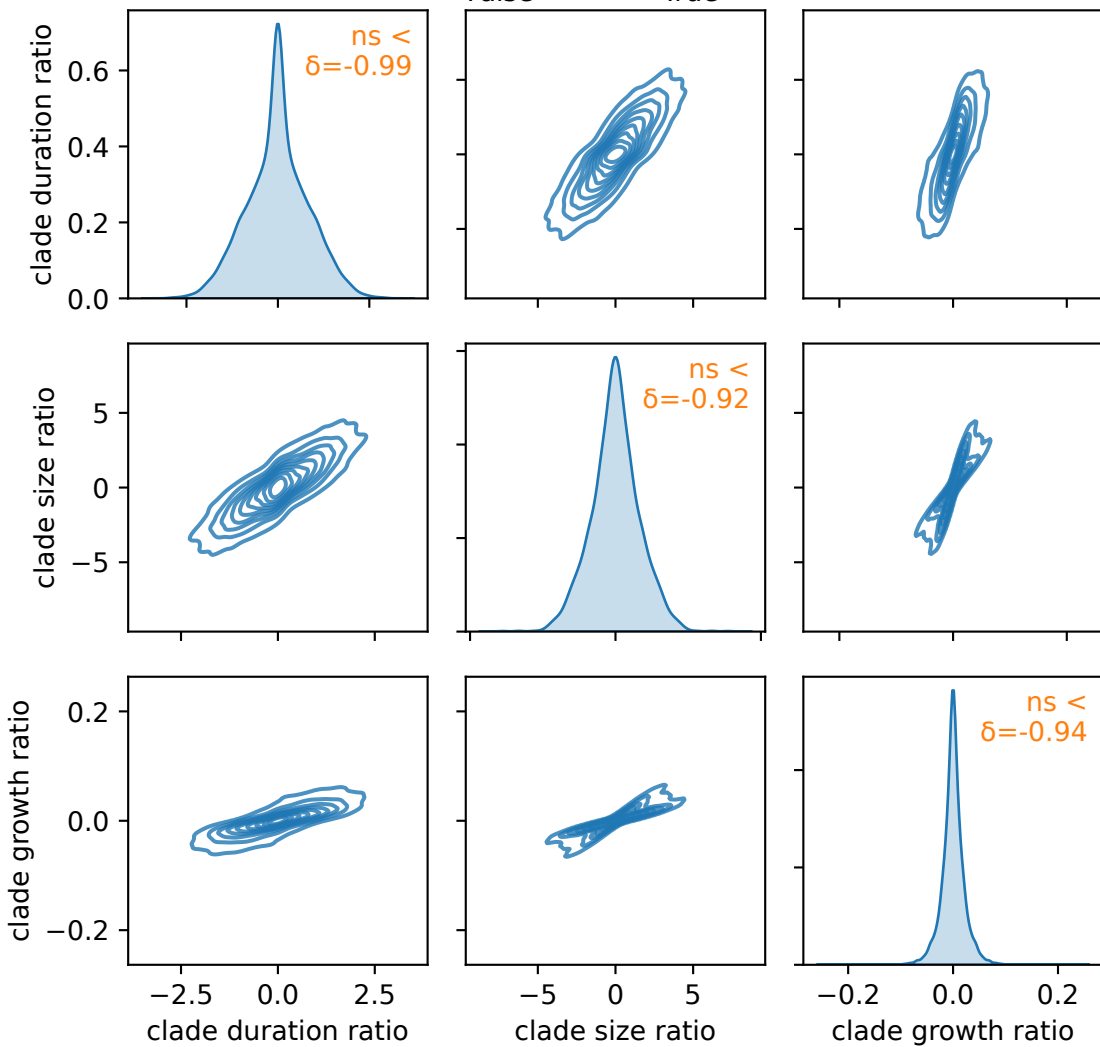 clade duration ratio
0.6
0.4
0.2
0.0
ns <
δ=-0.99
clade size ratio
5
0
−5
ns <
δ=-0.92
clade growth ratio
0.2
0.0
−0.2
ns <
δ=-0.94
−2.5 0.0 2.5
clade duration ratio
−5 0 5
clade size ratio
−0.2 0.0 0.2
clade growth ratio